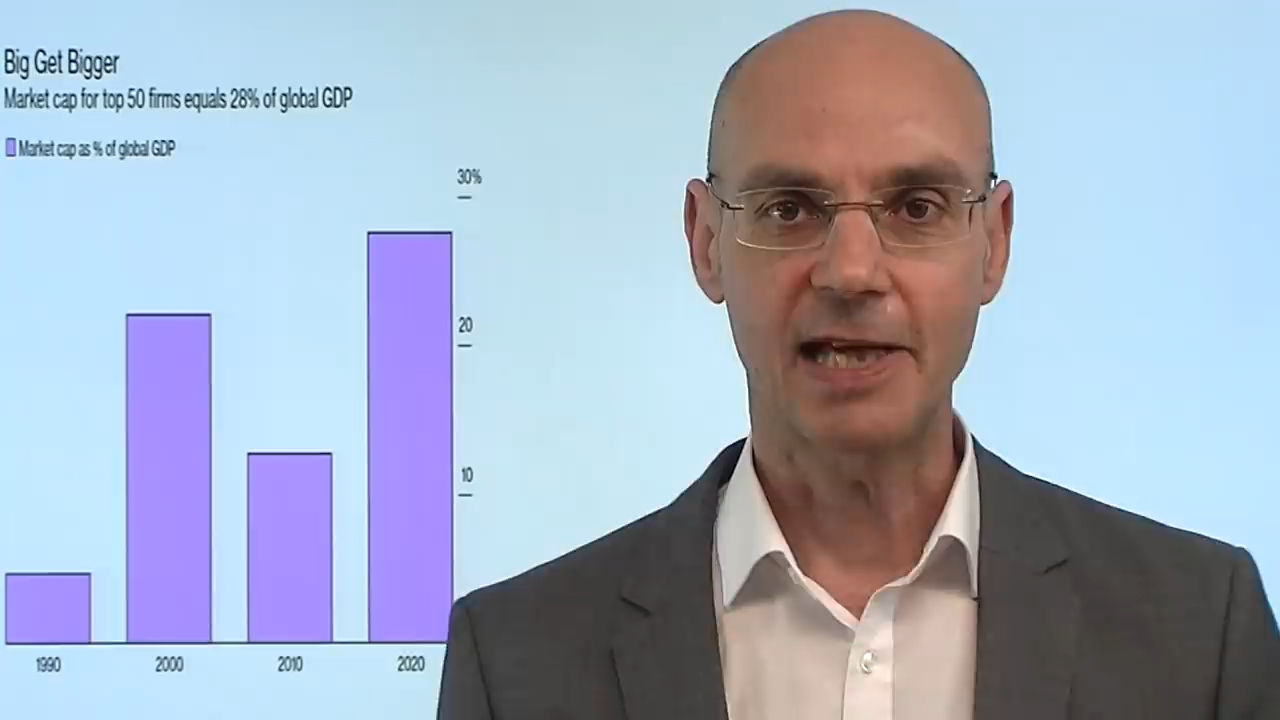 Big Get Bigger
Market cap for top 50 firms equals 28% of global GDP
Market cap as % of global GDP
30%
20
10
1990 2000 2010 2020